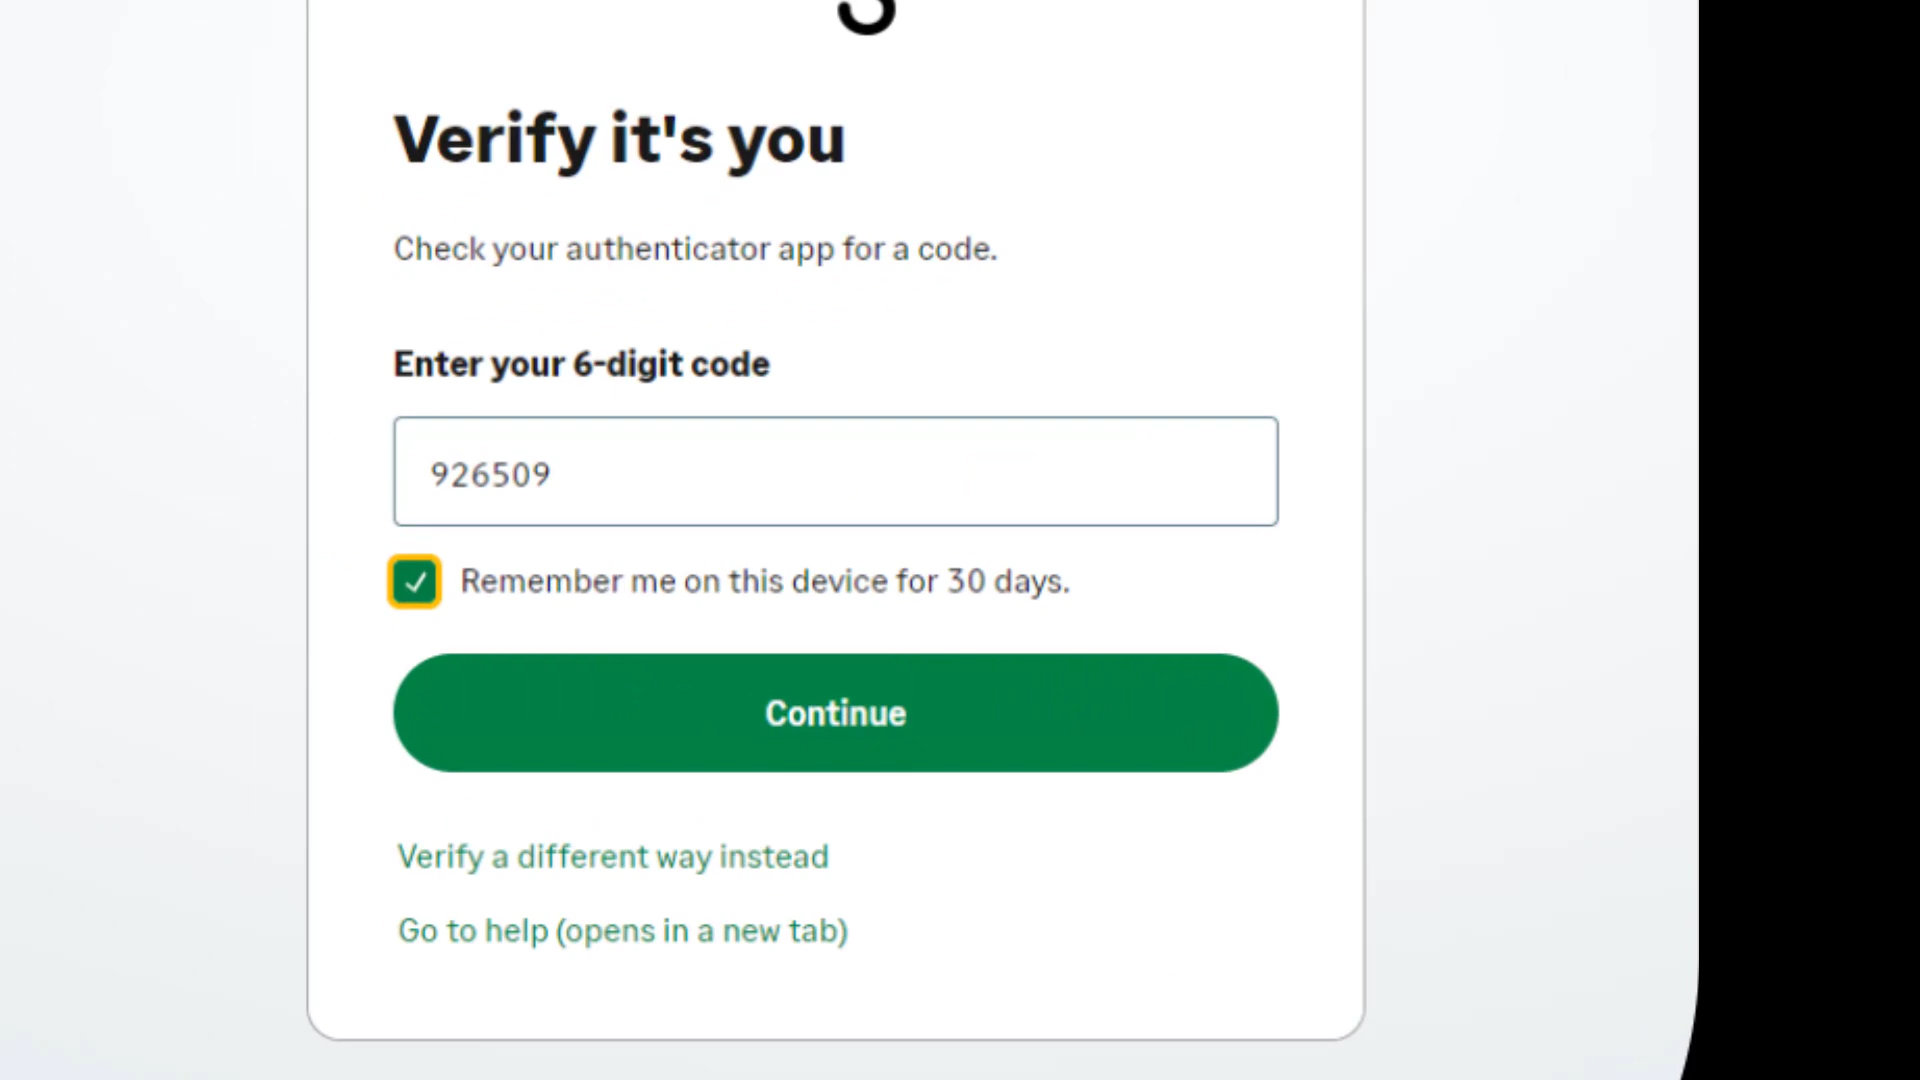 Verify it's you
Check your authenticator app for a code.
Enter your 6-digit code
926509
Remember me on this device for 30 days.
Continue
Verify a different way instead
Go to help (opens in a new tab)